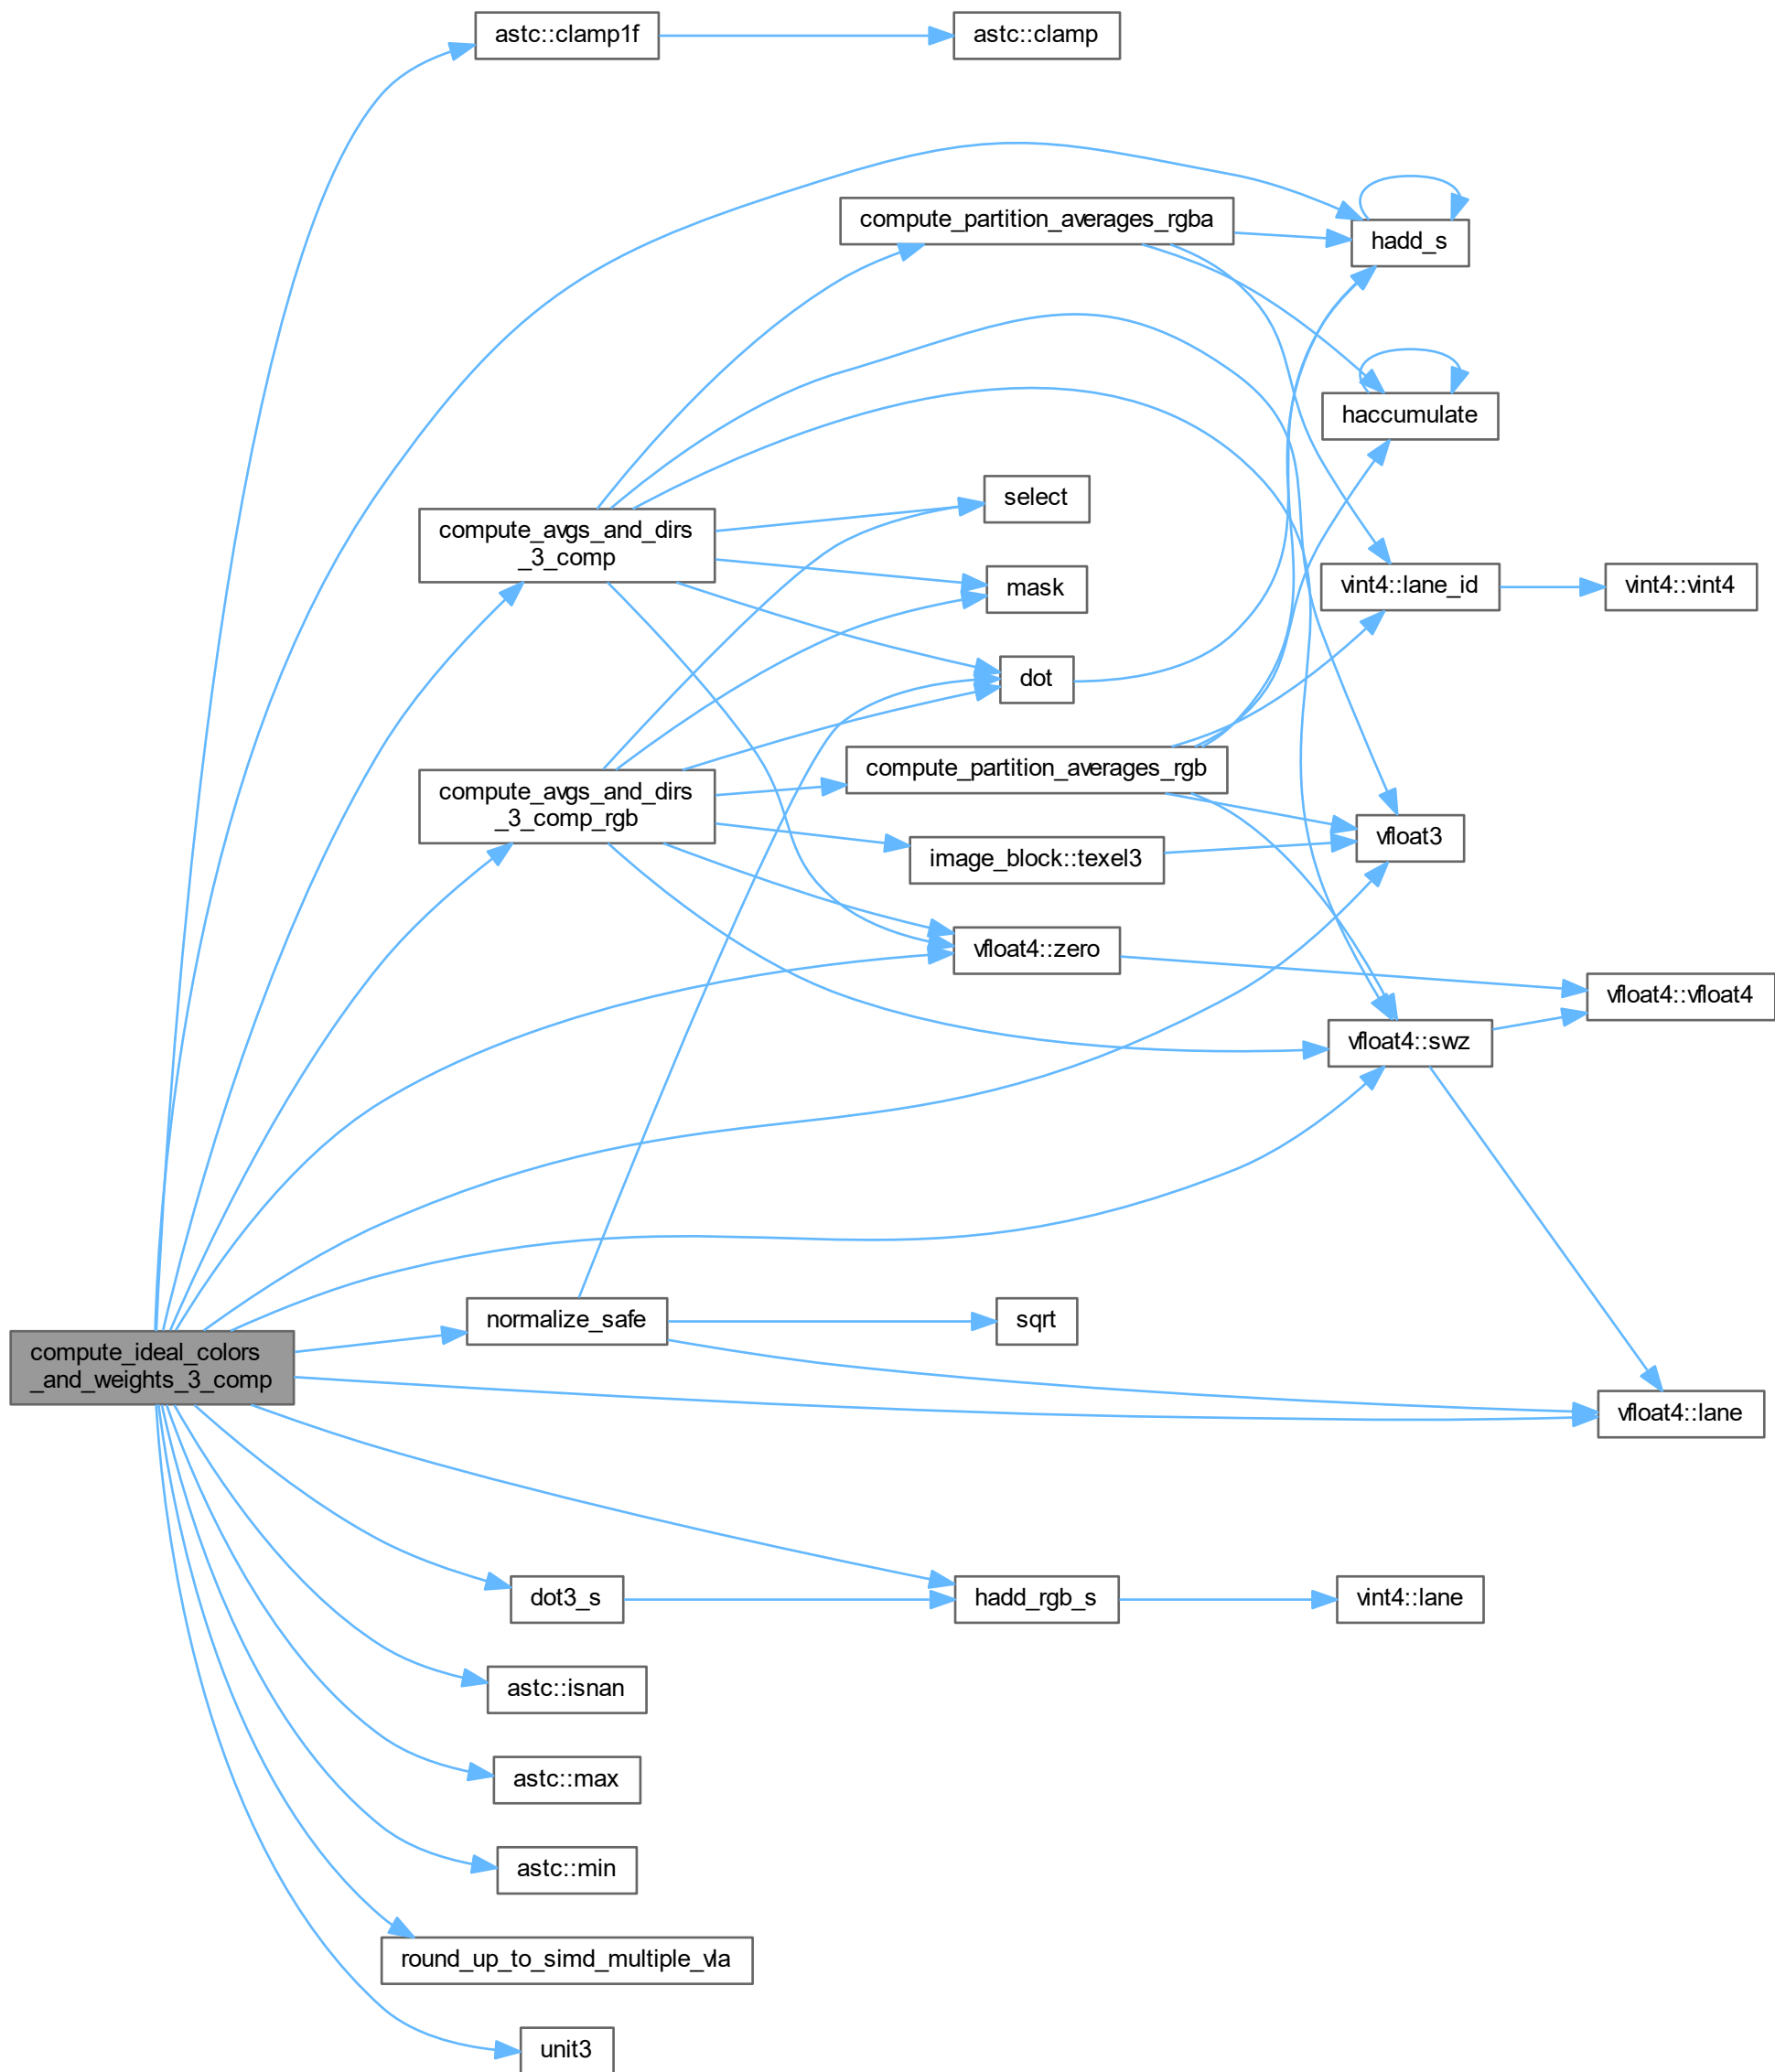 astc::clamp1f
astc::clamp
compute_partition_averages_rgba
hadd_s
haccumulate
select
compute_avgs_and_dirs
_3_comp
mask
vint4::lane_id
vint4::vint4
dot
compute_partition_averages_rgb
compute_avgs_and_dirs
_3_comp_rgb
vfloat3
image_block::texel3
vfloat4::zero
vfloat4::vfloat4
vfloat4::swz
normalize_safe
sqrt
compute_ideal_colors
_and_weights_3_comp
vfloat4::lane
dot3_s
hadd_rgb_s
vint4::lane
astc::isnan
astc::max
astc::min
round_up_to_simd_multiple_vla
unit3